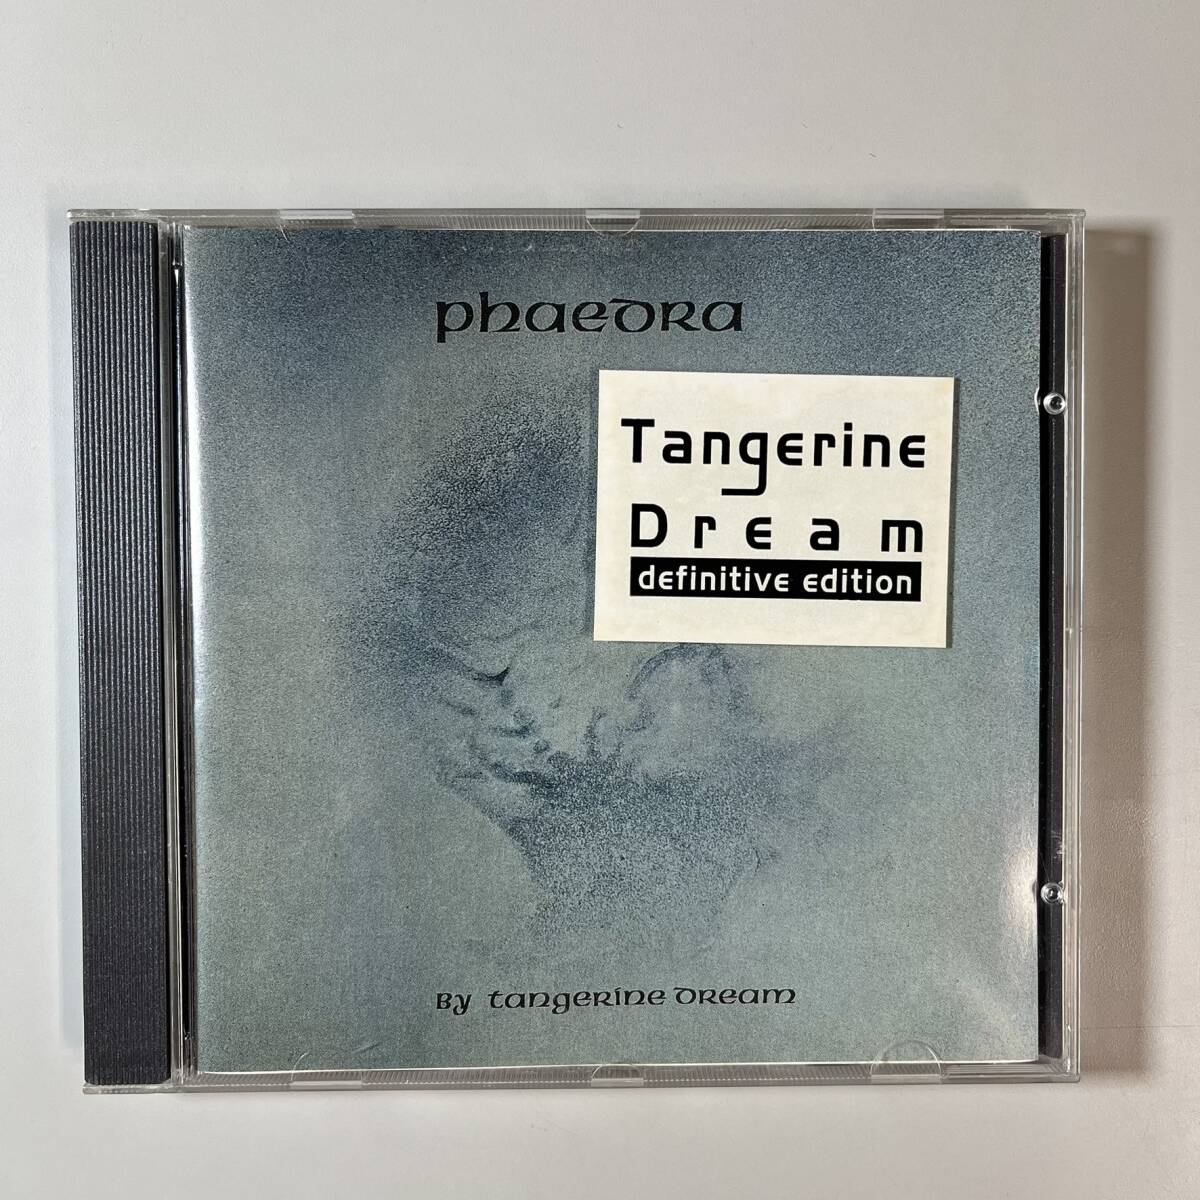 phaedra
Tangerine
Dream
definitive edition
By tangerine dream